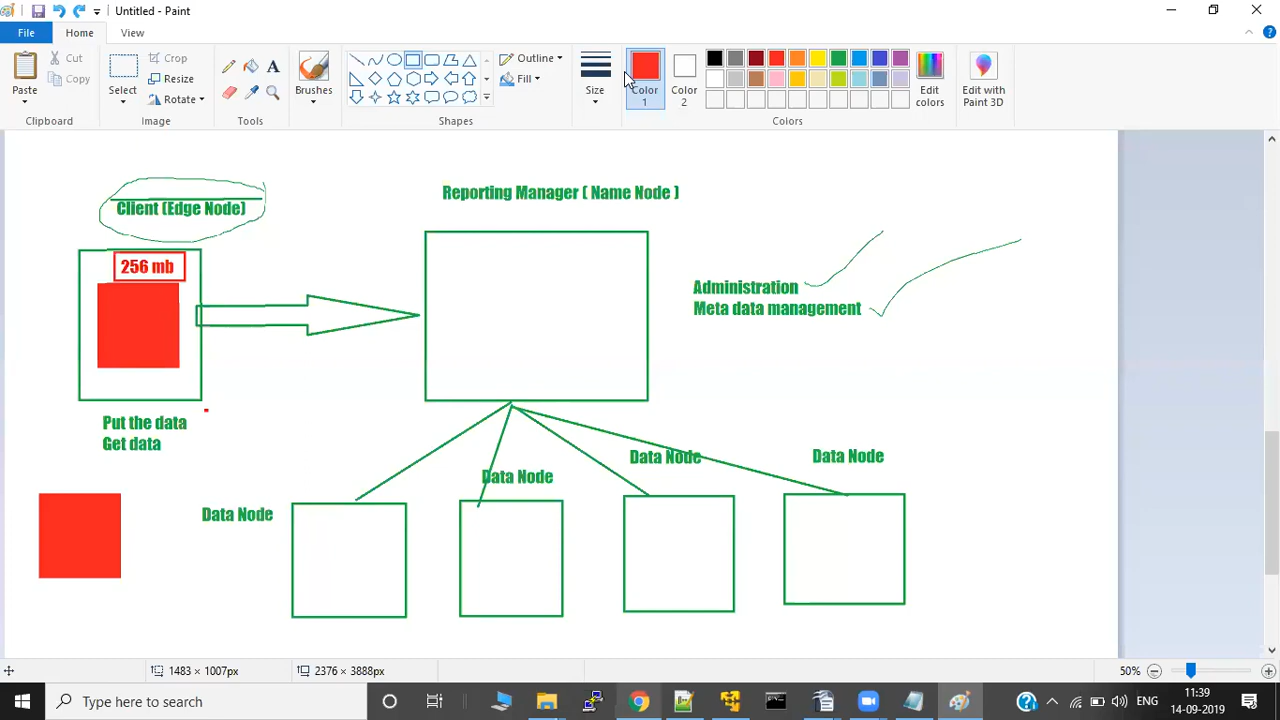 Untitled - Paint
File
Home
View
Paste
Cut
Copy
Clipboard
Select
Crop
Resize
Rotate
Image
Tools
Brushes
Outline
Fill
Shapes
Size
Color 1
Color 2
Edit colors
Edit with Paint 3D
Colors
Client (Edge Node)
Reporting Manager ( Name Node )
256 mb
Administration
Meta data management
Put the data
Get data
Data Node
Data Node
Data Node
Data Node
1483 × 1007px
2376 × 3888px
50%
Type here to search
ENG
11:39
14-09-2019